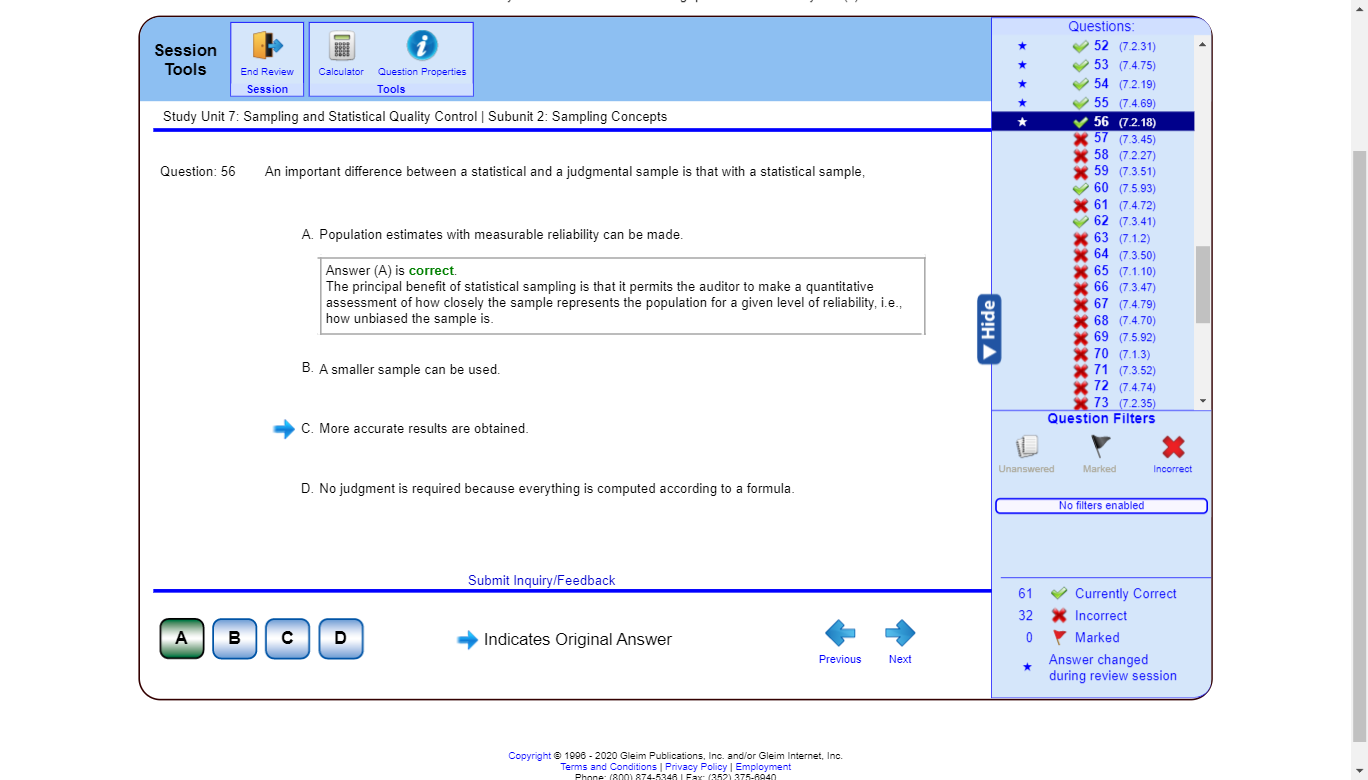 Session
Tools
End Review
Session
Calculator
Question Properties
Tools
Study Unit 7: Sampling and Statistical Quality Control | Subunit 2: Sampling Concepts
Question: 56
An important difference between a statistical and a judgmental sample is that with a statistical sample,
A. Population estimates with measurable reliability can be made.
Answer (A) is correct.
The principal benefit of statistical sampling is that it permits the auditor to make a quantitative
assessment of how closely the sample represents the population for a given level of reliability, i.e.,
how unbiased the sample is.
B. A smaller sample can be used.
C. More accurate results are obtained.
D. No judgment is required because everything is computed according to a formula.
Submit Inquiry/Feedback
A
B
C
D
Indicates Original Answer
Previous
Next
Questions:
52 (7.2.31)
53 (7.4.75)
54 (7.2.19)
55 (7.4.69)
56 (7.2.18)
57 (7.3.45)
58 (7.2.27)
59 (7.3.51)
60 (7.5.93)
61 (7.4.72)
62 (7.3.41)
63 (7.1.2)
64 (7.3.50)
65 (7.1.10)
66 (7.3.47)
67 (7.4.79)
68 (7.4.70)
69 (7.5.92)
70 (7.1.3)
71 (7.3.52)
72 (7.4.74)
73 (7.2.35)
Hide
Question Filters
Unanswered
Marked
Incorrect
No filters enabled
61 Currently Correct
32 Incorrect
0 Marked
Answer changed
during review session
Copyright © 1996 - 2020 Gleim Publications, Inc. and/or Gleim Internet, Inc.
Terms and Conditions | Privacy Policy | Employment
Phone: (800) 874-5346 | Fax: (352) 375-6940